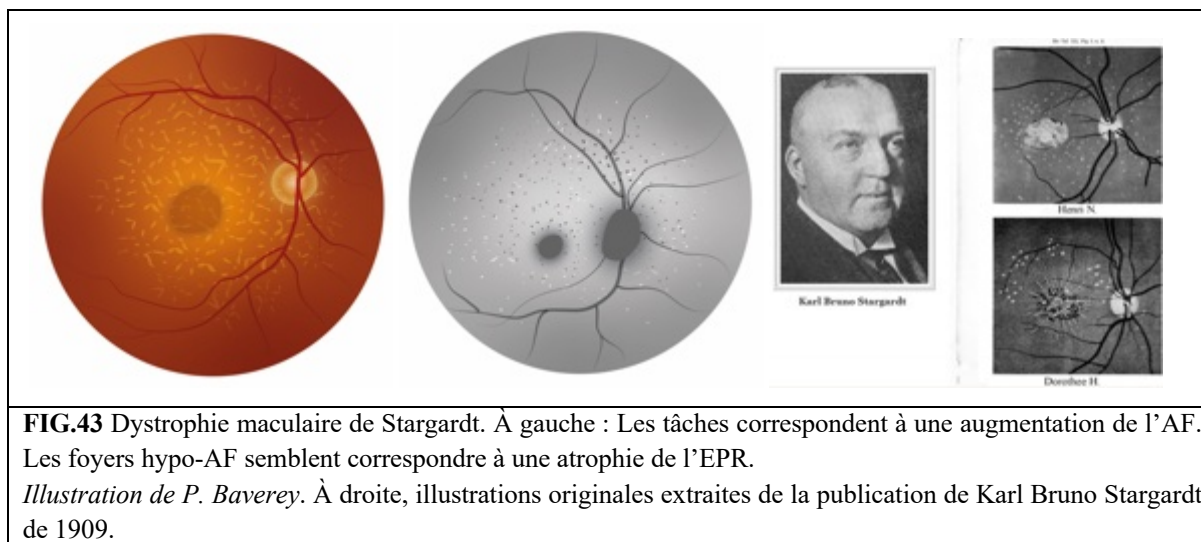 Karl Bruno Stargardt
Henri N.
Dorothee H.
FIG.43 Dystrophie maculaire de Stargardt. À gauche : Les tâches correspondent à une augmentation de l’AF.
Les foyers hypo-AF semblent correspondre à une atrophie de l’EPR.
Illustration de P. Baverey. À droite, illustrations originales extraites de la publication de Karl Bruno Stargardt
de 1909.